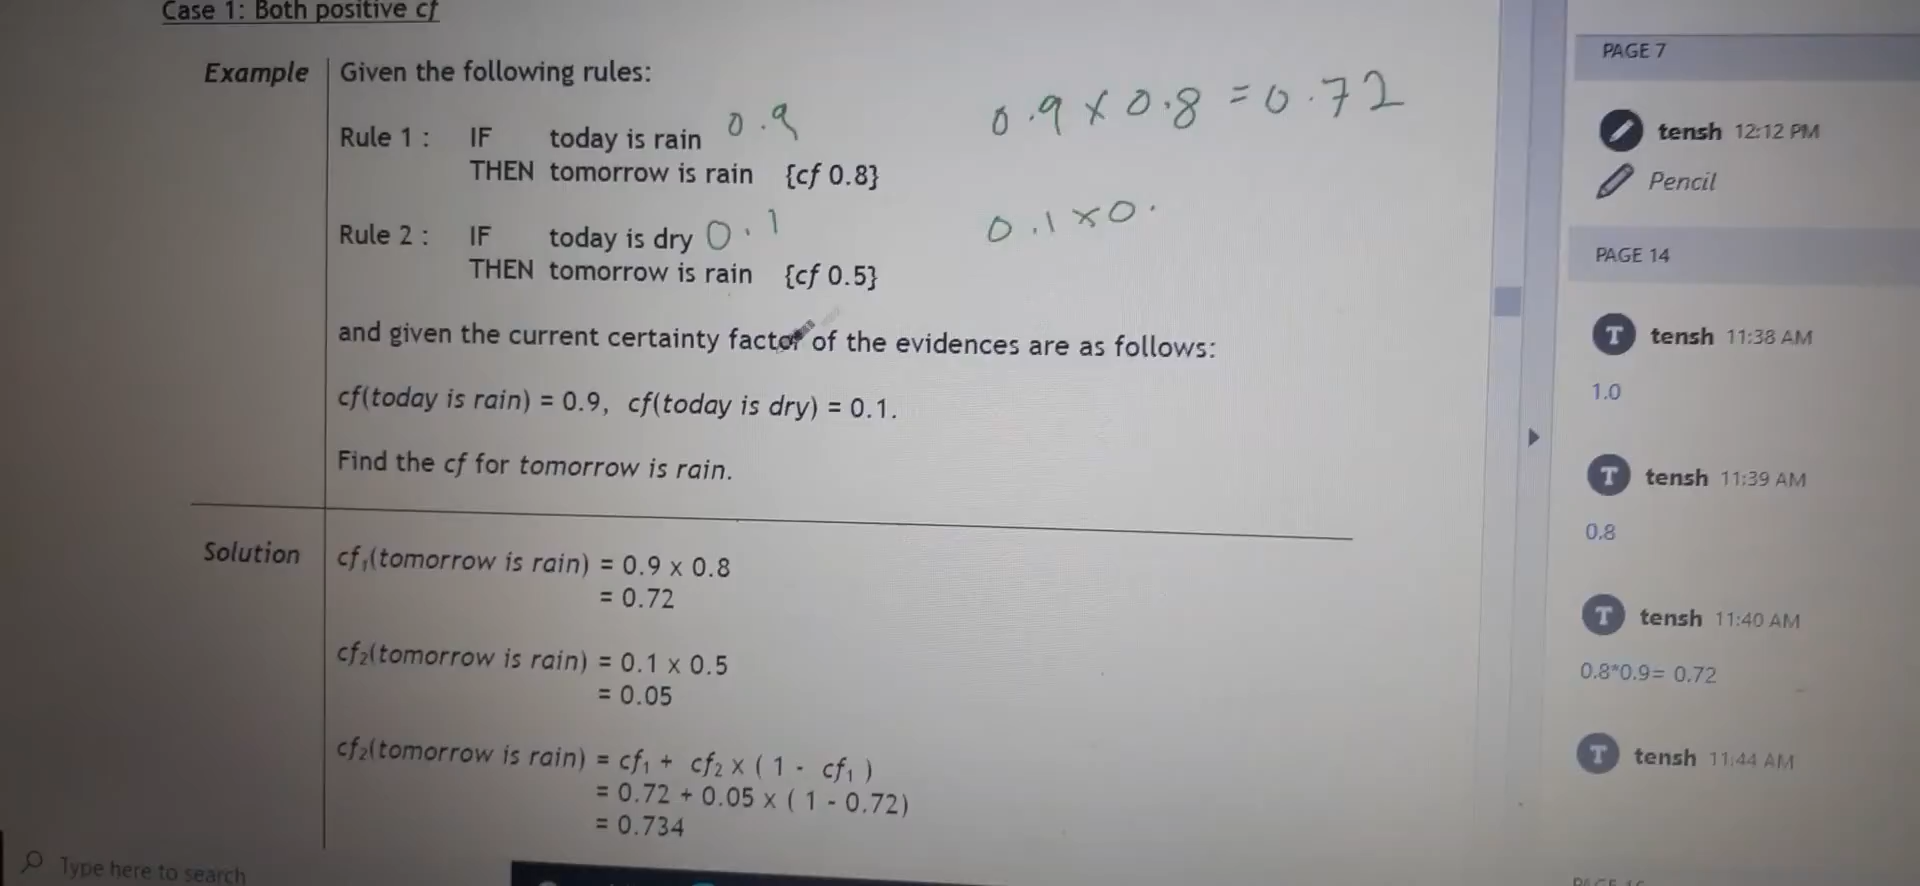 Case 1: Both positive cf
Example
Given the following rules:
Rule 1 : IF today is rain 0.9
THEN tomorrow is rain {cf 0.8}
0.9 x 0.8 = 0.72
Rule 2 : IF today is dry 0.1
THEN tomorrow is rain {cf 0.5}
0.1 x 0.
and given the current certainty factor of the evidences are as follows:
cf(today is rain) = 0.9, cf(today is dry) = 0.1.
Find the cf for tomorrow is rain.
Solution
cf₁(tomorrow is rain) = 0.9 x 0.8
= 0.72
cf₂(tomorrow is rain) = 0.1 x 0.5
= 0.05
cf₂(tomorrow is rain) = cf₁ + cf₂ x ( 1 - cf₁ )
= 0.72 + 0.05 x ( 1 - 0.72)
= 0.734
Type here to search
PAGE 7
tensh 12:12 PM
Pencil
PAGE 14
T tensh 11:38 AM
1.0
T tensh 11:39 AM
0.8
T tensh 11:40 AM
0.8*0.9= 0.72
T tensh 11:44 AM